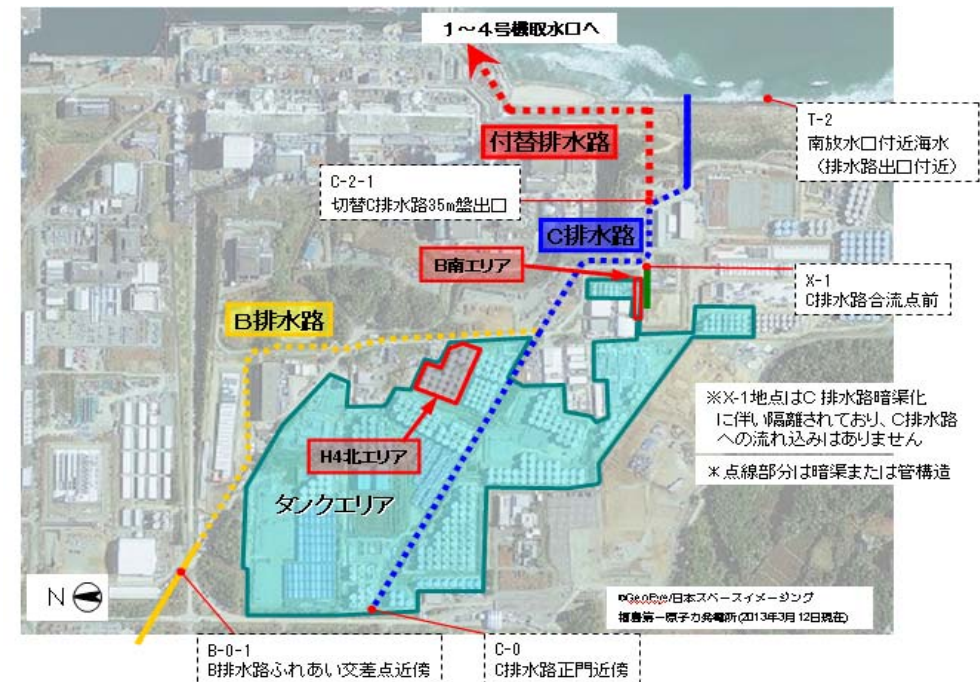 1～4号機取水口へ
付替排水路
T-2
南放水口付近海水
(排水路出口付近)
C-2-1
切替C排水路35m盤出口
C排水路
B南エリア
X-1
C排水路合流点前
B排水路
※X-1地点はC 排水路暗渠化
に伴い隔離されており、C排水路
への流れ込みはありません
H4北エリア
*点線部分は暗渠または管構造
タンクエリア
N
©GeoEye/日本スペースイメージング
福島第一原子力発電所(2013年3月12日現在)
B-0-1
B排水路ふれあい交差点近傍
C-0
C排水路正門近傍